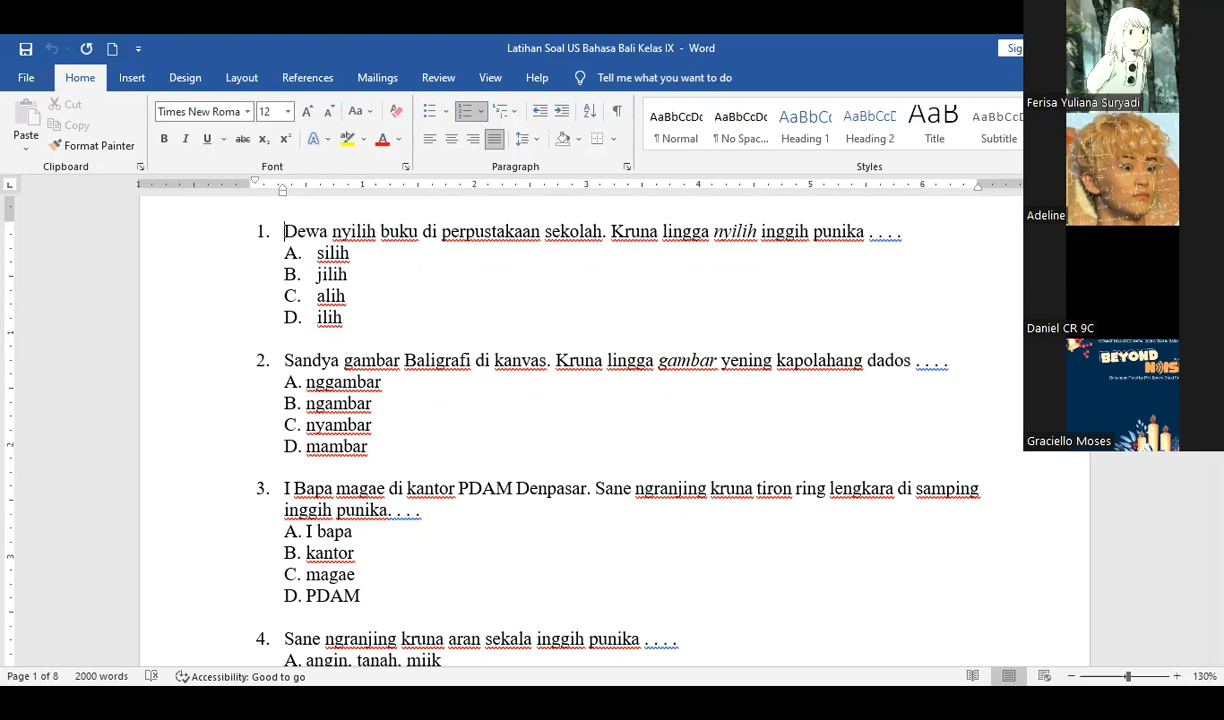 Latihan Soal US Bahasa Bali Kelas IX - Word
Sig
File Home Insert Design Layout References Mailings Review View Help Tell me what you want to do
Paste
Cut
Copy
Format Painter
Clipboard
Times New Roma 12
Font
Paragraph
AaBbCcDc AaBbCcDc AaBbCc AaBbCcD AaB AaBbCcD
¶ Normal ¶ No Spac... Heading 1 Heading 2 Title Subtitle
Styles
Ferisa Yuliana Suryadi
Adeline
Daniel CR 9C
BEYOND
NOISE
Graciello Moses
1. Dewa nyilih buku di perpustakaan sekolah. Kruna lingga nyilih inggih punika . . . .
A. silih
B. jilih
C. alih
D. ilih
2. Sandya gambar Baligrafi di kanvas. Kruna lingga gambar yening kapolahang dados . . . .
A. nggambar
B. ngambar
C. nyambar
D. mambar
3. I Bapa magae di kantor PDAM Denpasar. Sane ngranjing kruna tiron ring lengkara di samping
inggih punika. . . .
A. I bapa
B. kantor
C. magae
D. PDAM
4. Sane ngranjing kruna aran sekala inggih punika . . . .
A. angin, tanah, miik
Page 1 of 8 2000 words Accessibility: Good to go 130%